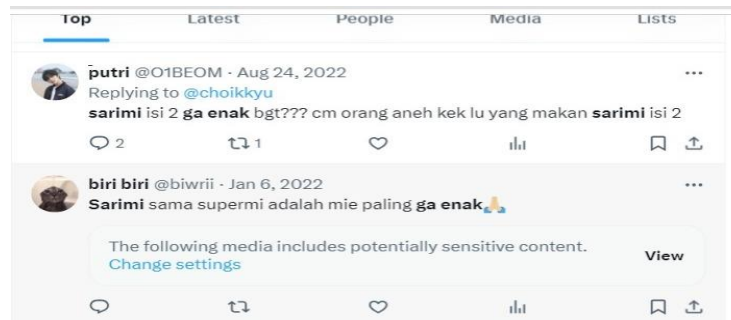 Top Latest People Media Lists
putri @O1BEOM · Aug 24, 2022
Replying to @choikkyu
sarimi isi 2 ga enak bgt??? cm orang aneh kek lu yang makan sarimi isi 2
2 1
biri biri @biwrii · Jan 6, 2022
Sarimi sama supermi adalah mie paling ga enak🙏
The following media includes potentially sensitive content.
Change settings
View